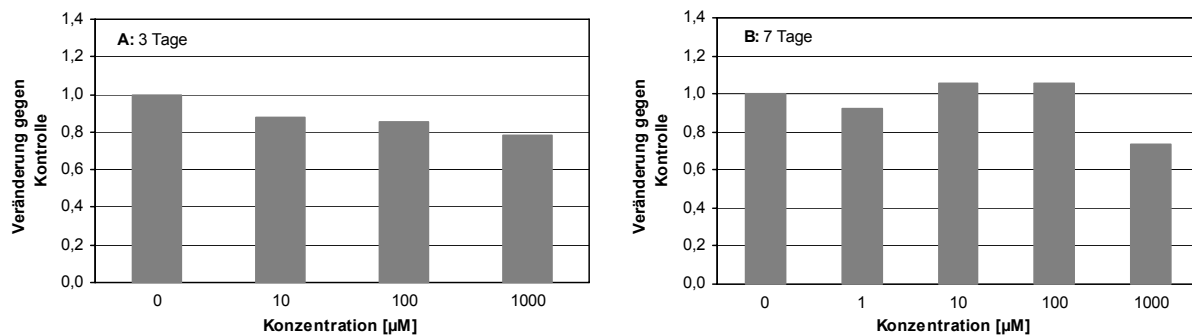 A: 3 Tage
Veränderung gegen
Kontrolle
1,4
1,2
1,0
0,8
0,6
0,4
0,2
0,0
0 10 100 1000
Konzentration [µM]
B: 7 Tage
Veränderung gegen
Kontrolle
1,4
1,2
1,0
0,8
0,6
0,4
0,2
0,0
0 1 10 100 1000
Konzentration [µM]